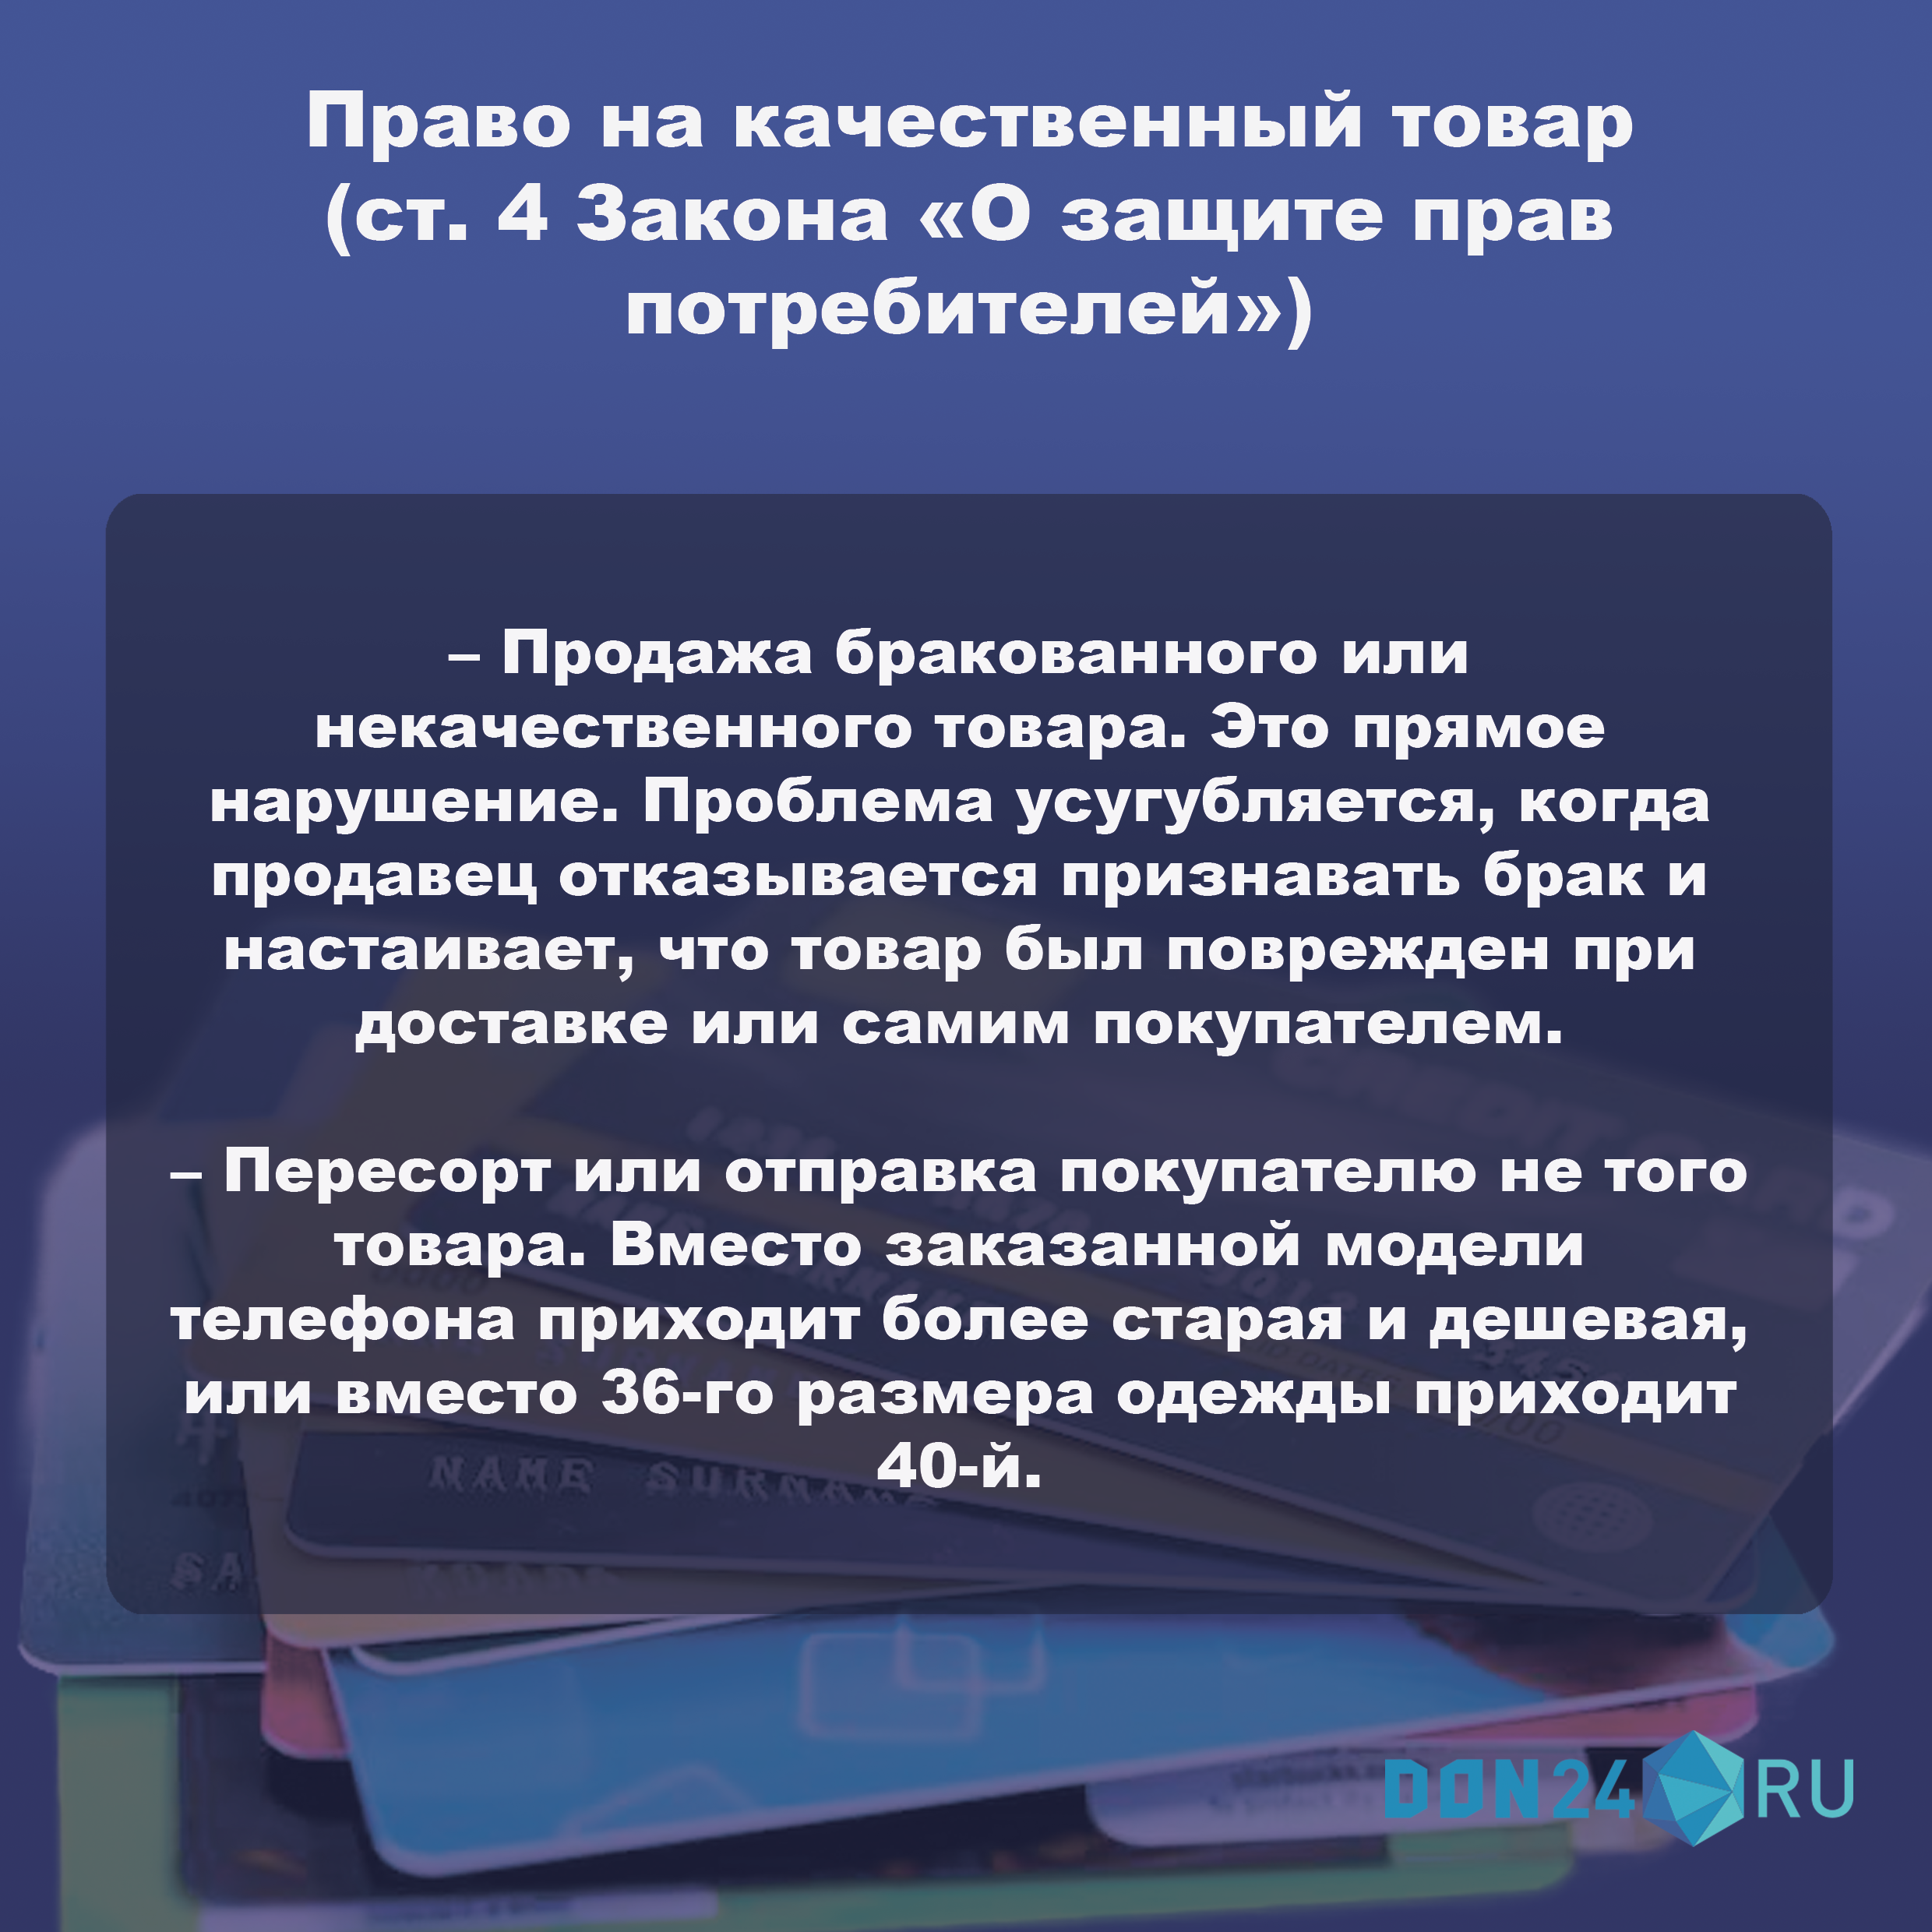 Право на качественный товар
(ст. 4 Закона «О защите прав
потребителей»)
– Продажа бракованного или
некачественного товара. Это прямое
нарушение. Проблема усугубляется, когда
продавец отказывается признавать брак и
настаивает, что товар был поврежден при
доставке или самим покупателем.
– Пересорт или отправка покупателю не того
товара. Вместо заказанной модели
телефона приходит более старая и дешевая,
или вместо 36-го размера одежды приходит
40-й.
NAME SURNAME
DON24 RU